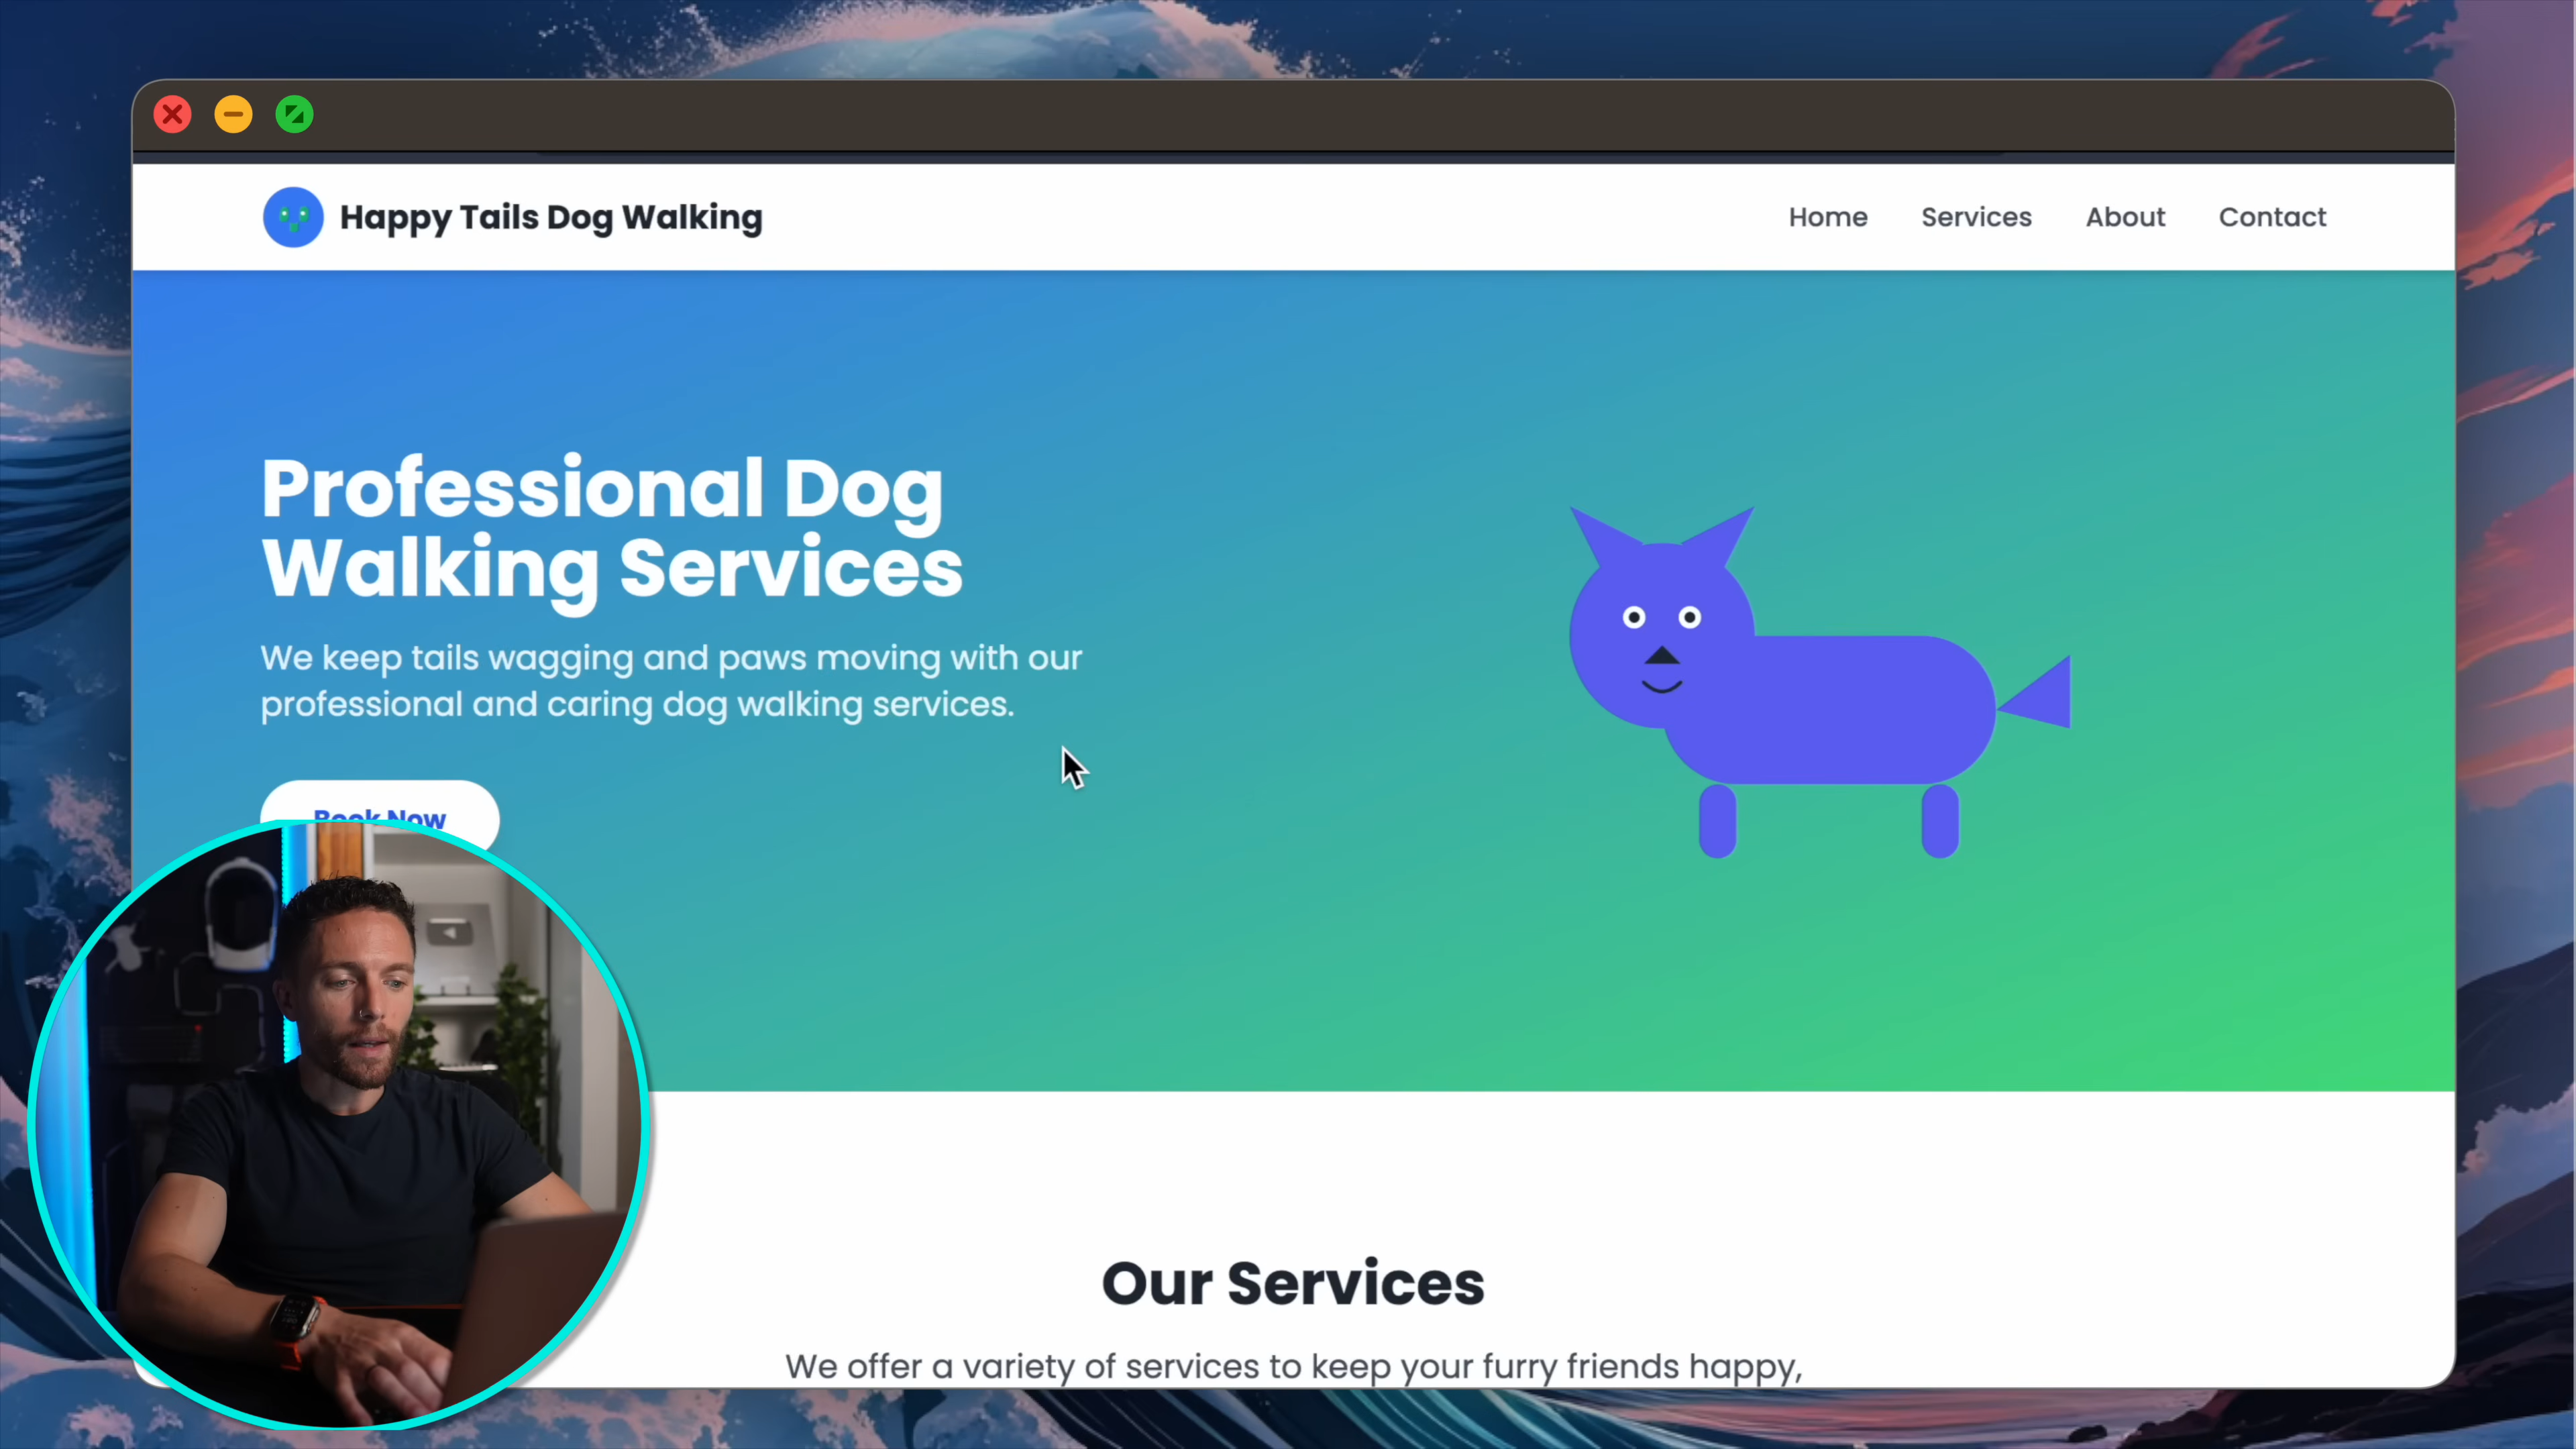 Happy Tails Dog Walking
Home Services About Contact
Professional Dog
Walking Services
We keep tails wagging and paws moving with our
professional and caring dog walking services.
Book Now
Our Services
We offer a variety of services to keep your furry friends happy,